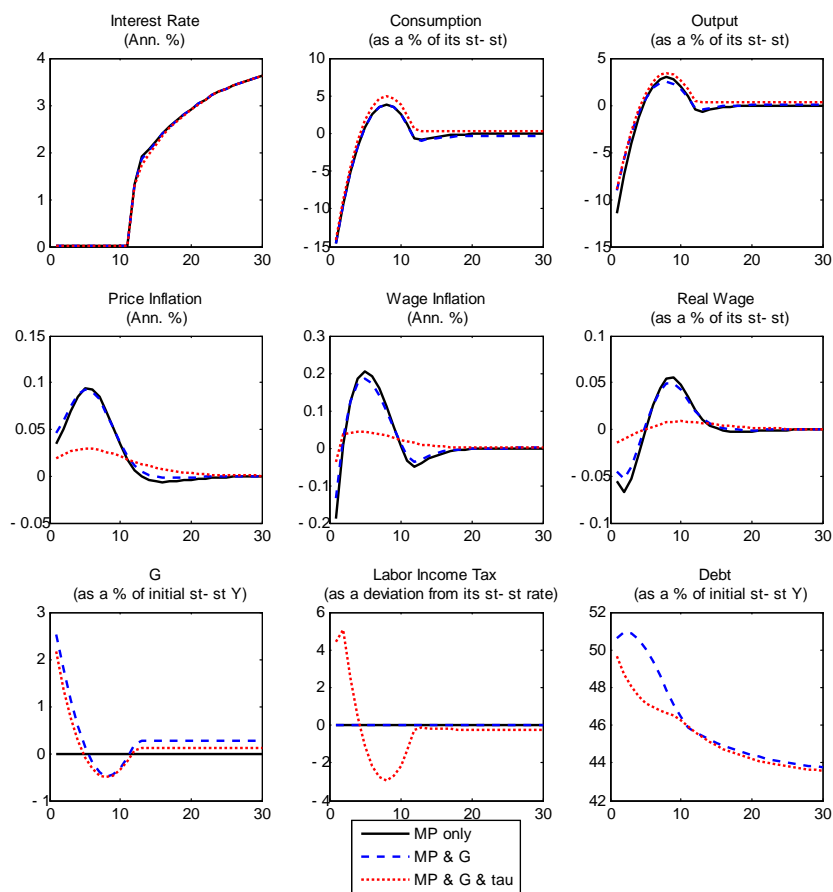 Interest Rate
(Ann. %)
4
3
2
1
0
0 10 20 30
Consumption
(as a % of its st- st)
10
5
0
- 5
- 10
- 15
0 10 20 30
Output
(as a % of its st- st)
5
0
- 5
- 10
- 15
0 10 20 30
Price Inflation
(Ann. %)
0.15
0.1
0.05
0
- 0.05
0 10 20 30
Wage Inflation
(Ann. %)
0.3
0.2
0.1
0
- 0.1
- 0.2
0 10 20 30
Real Wage
(as a % of its st- st)
0.1
0.05
0
- 0.05
- 0.1
0 10 20 30
G
(as a % of initial st- st Y)
3
2
1
0
- 1
0 10 20 30
Labor Income Tax
(as a deviation from its st- st rate)
6
4
2
0
- 2
- 4
0 10 20 30
Debt
(as a % of initial st- st Y)
52
50
48
46
44
42
0 10 20 30
MP only
MP & G
MP & G & tau